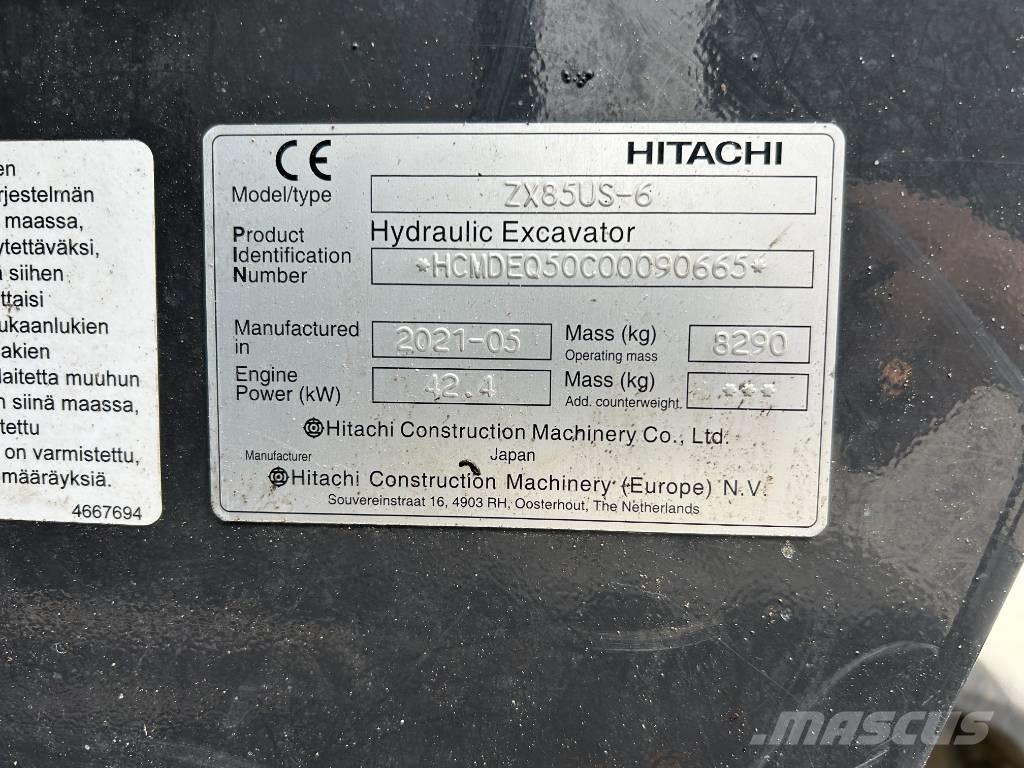 en
rjestelmän
maassa,
ytettäväksi,
ä siihen
ttaisi
ukaanlukien
akien
laitetta muuhun
n siinä maassa,
tettu
on varmistettu,
määräyksiä.
4667694
CE HITACHI
Model/type ZX85US-6
Hydraulic Excavator
Product
Identification
Number *HCMDEQ50C00090665*
Manufactured
in 2021-05 Mass (kg)
Operating mass 8290
Engine
Power (kW) 42.4 Mass (kg)
Add. counterweight. ***
Hitachi Construction Machinery Co., Ltd.
Japan
Manufacturer
Hitachi Construction Machinery (Europe) N.V.
Souvereinstraat 16, 4903 RH, Oosterhout, The Netherlands
MASCUS